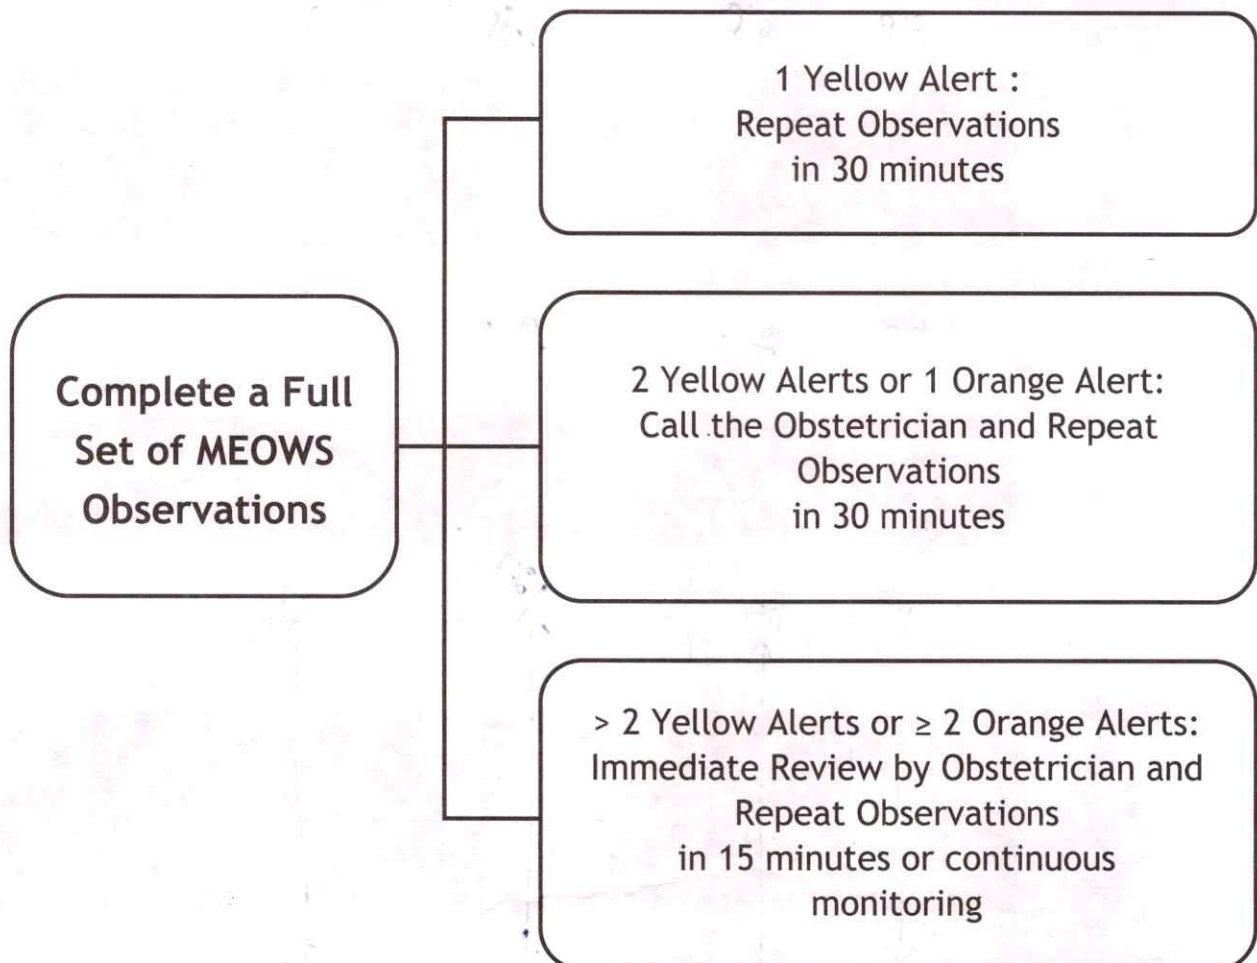 Complete a Full
Set of MEOWS
Observations
1 Yellow Alert :
Repeat Observations
in 30 minutes
2 Yellow Alerts or 1 Orange Alert:
Call the Obstetrician and Repeat
Observations
in 30 minutes
> 2 Yellow Alerts or ≥ 2 Orange Alerts:
Immediate Review by Obstetrician and
Repeat Observations
in 15 minutes or continuous
monitoring